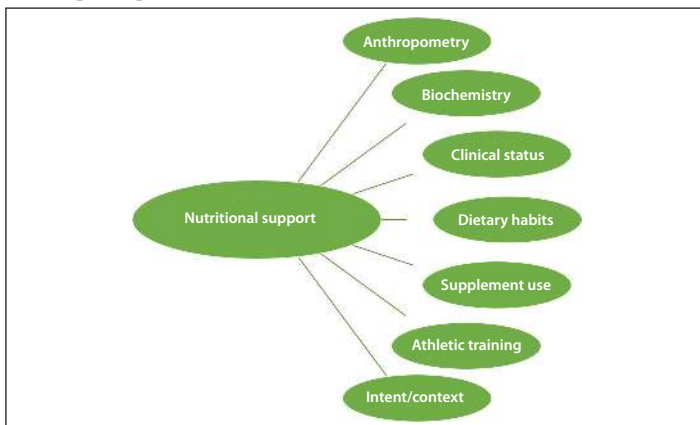 Anthropometry
Biochemistry
Clinical status
Nutritional support
Dietary habits
Supplement use
Athletic training
Intent/context